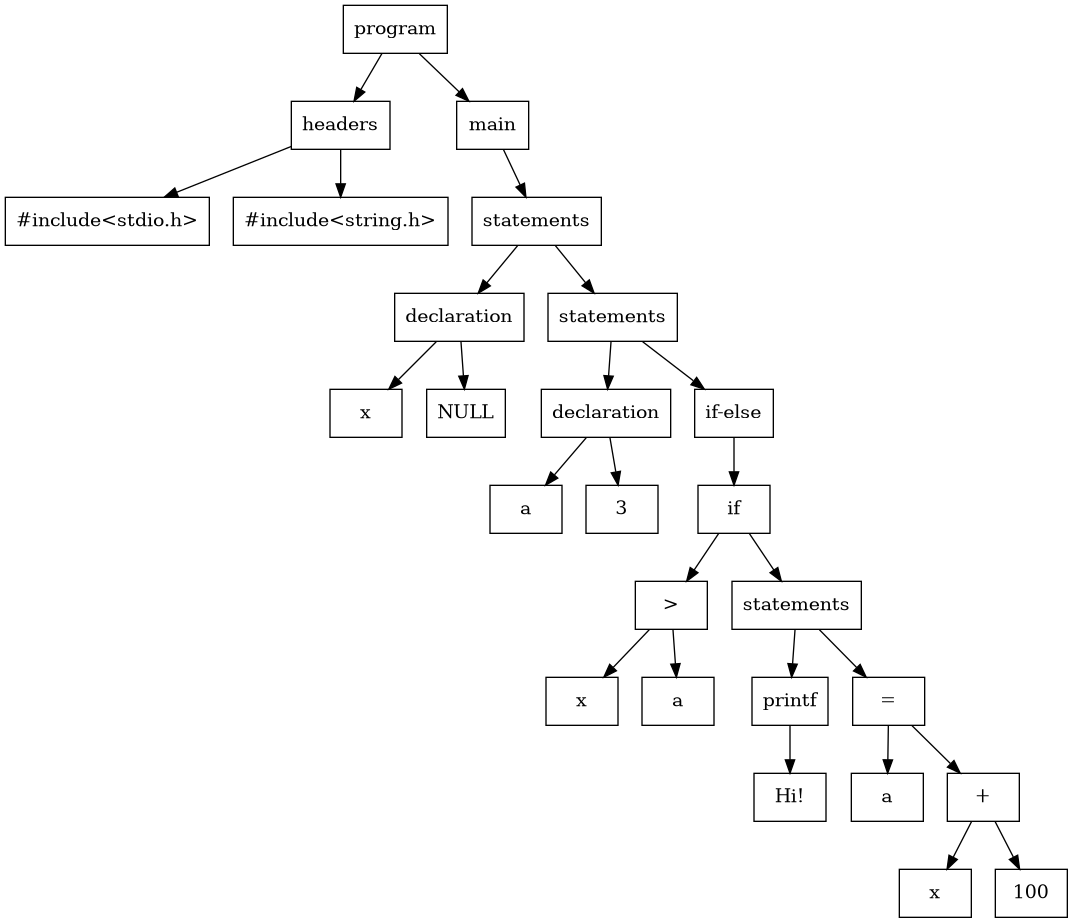 program
headers
main
#include<stdio.h>
#include<string.h>
statements
declaration
statements
x
NULL
declaration
if-else
a
3
if
>
statements
x
a
printf
=
Hi!
a
+
x
100